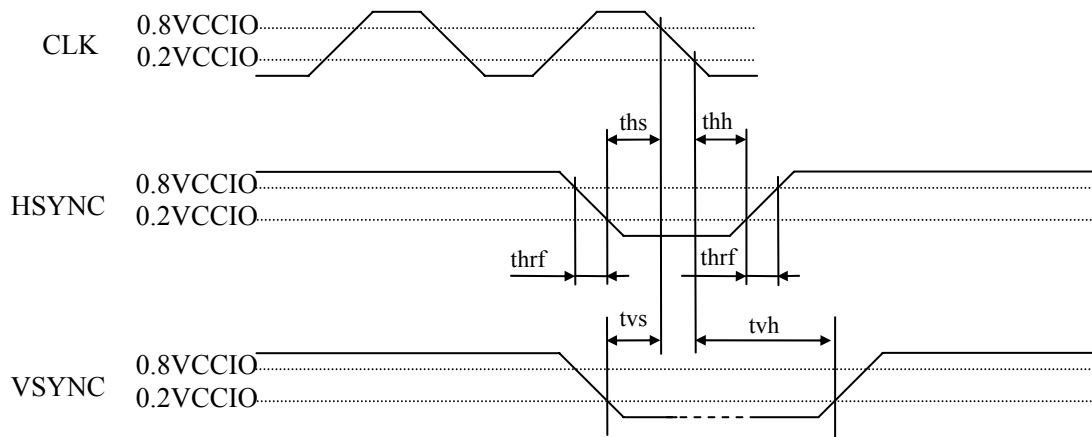 0.8VCCIO
CLK
0.2VCCIO
ths
thh
0.8VCCIO
HSYNC
0.2VCCIO
thrf
thrf
tvs
tvh
0.8VCCIO
VSYNC
0.2VCCIO